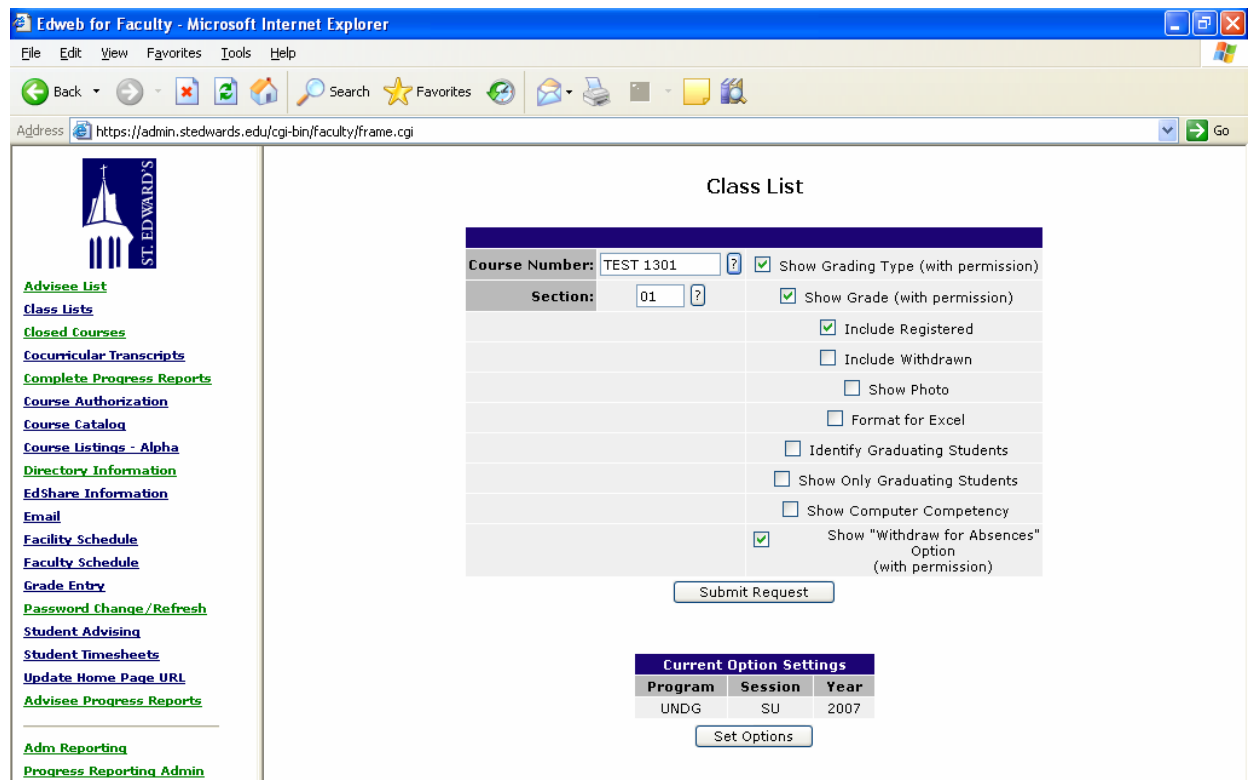 Edweb for Faculty - Microsoft Internet Explorer
File Edit View Favorites Tools Help
Back Search Favorites
Address https://admin.stedwards.edu/cgi-bin/faculty/frame.cgi Go
ST. EDWARD'S
Advisee List
Class Lists
Closed Courses
Cocurricular Transcripts
Complete Progress Reports
Course Authorization
Course Catalog
Course Listings - Alpha
Directory Information
EdShare Information
Email
Facility Schedule
Faculty Schedule
Grade Entry
Password Change/Refresh
Student Advising
Student Timesheets
Update Home Page URL
Advisee Progress Reports
Adm Reporting
Progress Reporting Admin
Class List
Course Number: TEST 1301 ? Show Grading Type (with permission)
Section: 01 ? Show Grade (with permission)
Include Registered
Include Withdrawn
Show Photo
Format for Excel
Identify Graduating Students
Show Only Graduating Students
Show Computer Competency
Show "Withdraw for Absences"
Option
(with permission)
Submit Request
Current Option Settings
Program Session Year
UNDG SU 2007
Set Options